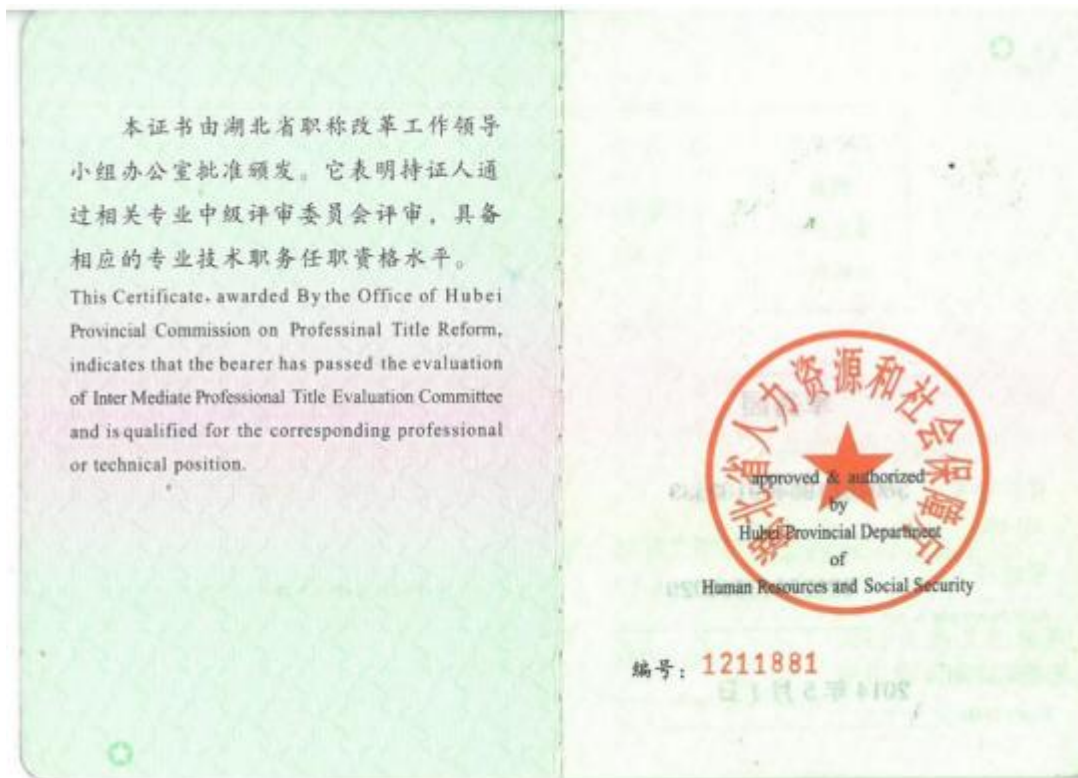 本证书由湖北省职称改革工作领导
小组办公室批准颁发。它表明持证人通
过相关专业中级评审委员会评审，具备
相应的专业技术职务任职资格水平。
This Certificate, awarded By the Office of Hubei
Provincial Commission on Professinal Title Reform,
indicates that the bearer has passed the evaluation
of Inter Mediate Professional Title Evaluation Committee
and is qualified for the corresponding professional
or technical position.
湖北省人力资源和社会保障厅
approved & authorized
by
Hubei Provincial Department
of
Human Resources and Social Security
编号：1211881
2014年5月1日